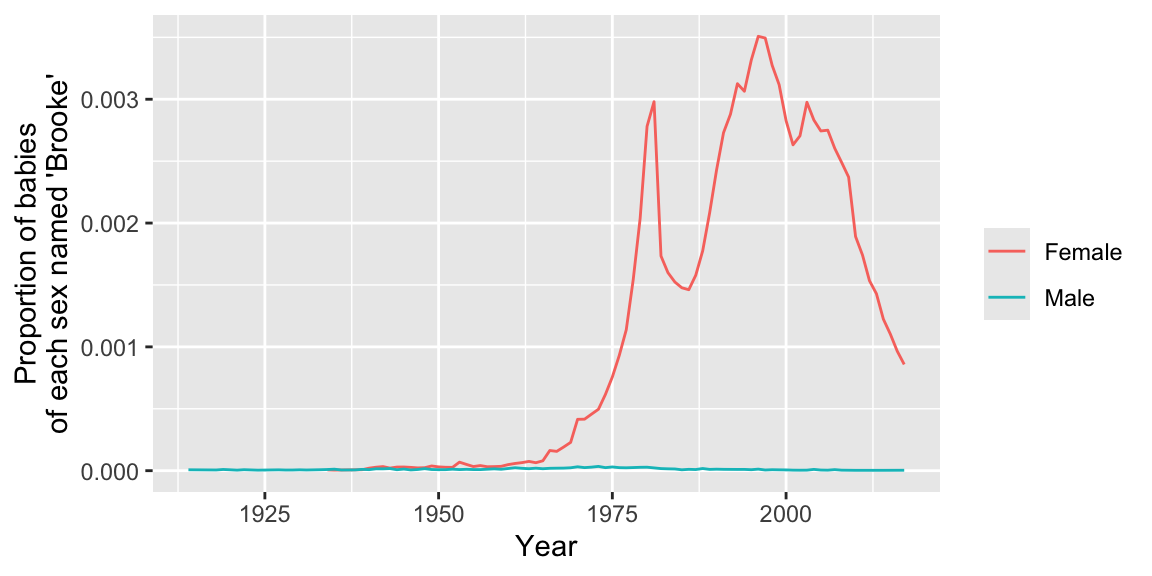 Proportion of babies
of each sex named 'Brooke'
0.003
0.002
0.001
0.000
1925
1950
1975
2000
Year
Female
Male